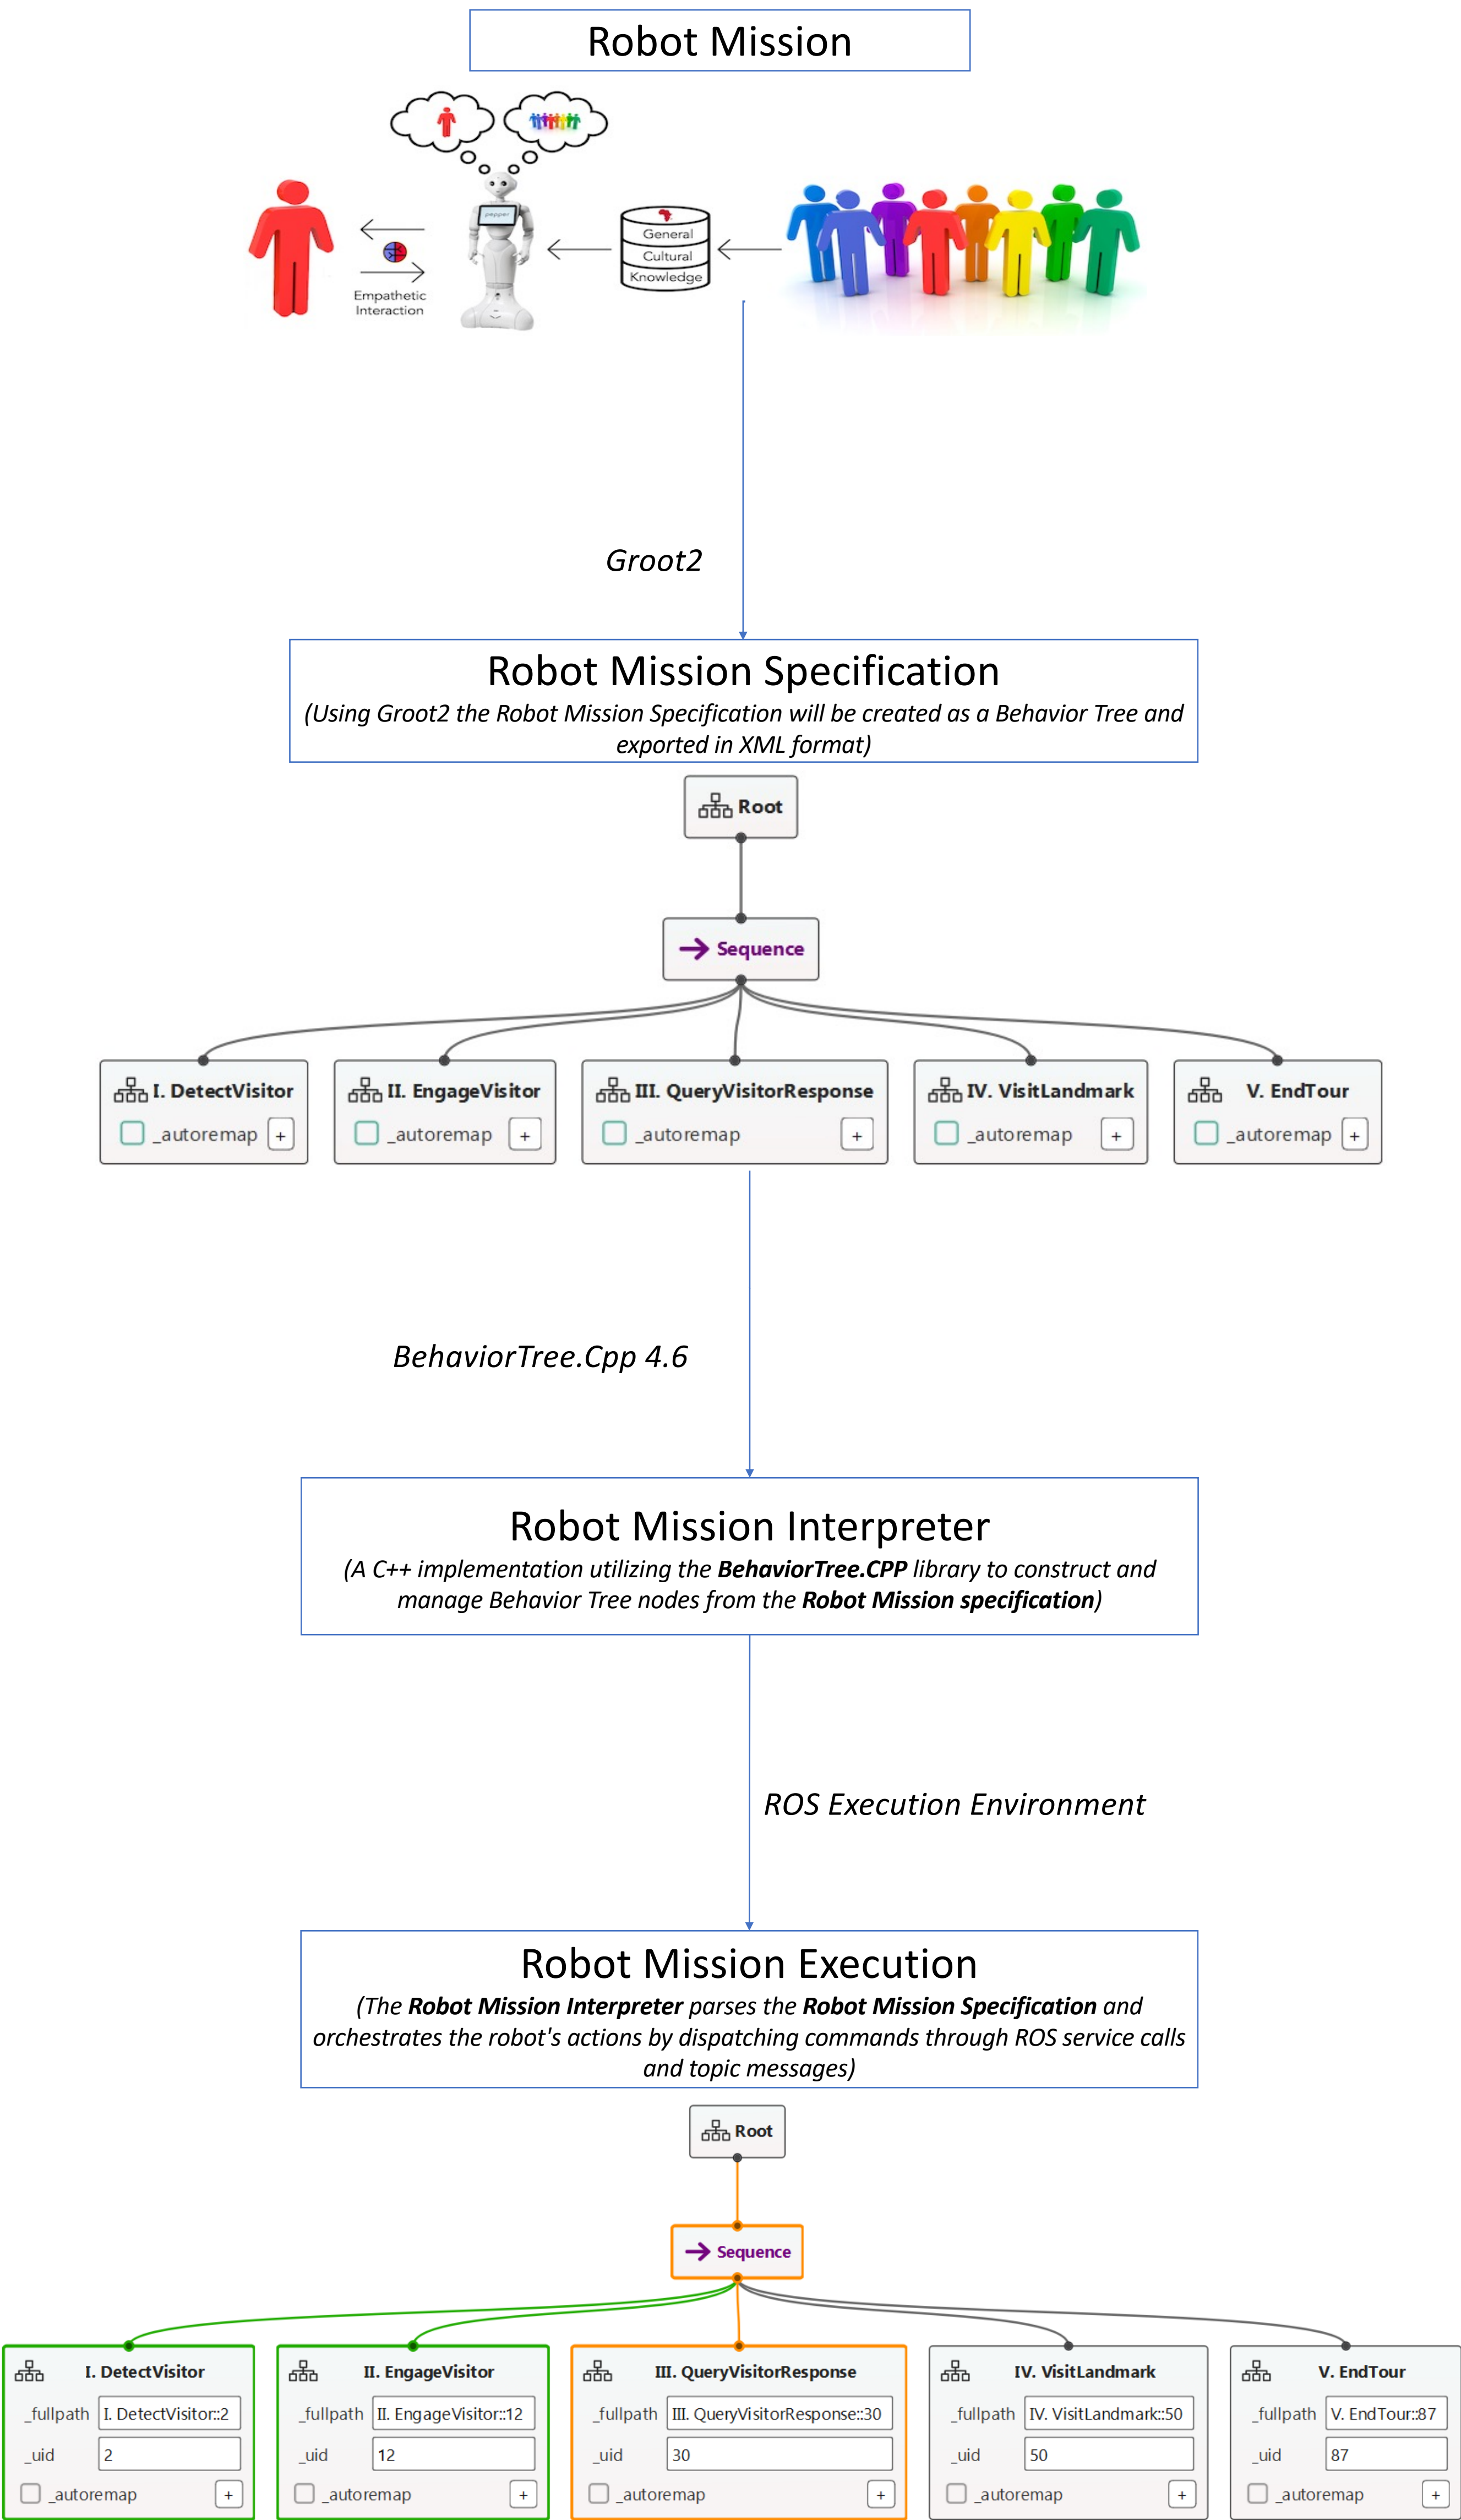 Robot Mission
pepper
General
Cultural
Knowledge
Empathetic
Interaction
Groot2
Robot Mission Specification
(Using Groot2 the Robot Mission Specification will be created as a Behavior Tree and
exported in XML format)
Root
Sequence
I. DetectVisitor
_autoremap +
II. EngageVisitor
_autoremap +
III. QueryVisitorResponse
_autoremap +
IV. VisitLandmark
_autoremap +
V. EndTour
_autoremap +
BehaviorTree.Cpp 4.6
Robot Mission Interpreter
(A C++ implementation utilizing the BehaviorTree.CPP library to construct and
manage Behavior Tree nodes from the Robot Mission specification)
ROS Execution Environment
Robot Mission Execution
(The Robot Mission Interpreter parses the Robot Mission Specification and
orchestrates the robot's actions by dispatching commands through ROS service calls
and topic messages)
Root
Sequence
I. DetectVisitor
_fullpath I. DetectVisitor::2
_uid 2
_autoremap +
II. EngageVisitor
_fullpath II. EngageVisitor::12
_uid 12
_autoremap +
III. QueryVisitorResponse
_fullpath III. QueryVisitorResponse::30
_uid 30
_autoremap +
IV. VisitLandmark
_fullpath IV. VisitLandmark::50
_uid 50
_autoremap +
V. EndTour
_fullpath V. EndTour::87
_uid 87
_autoremap +